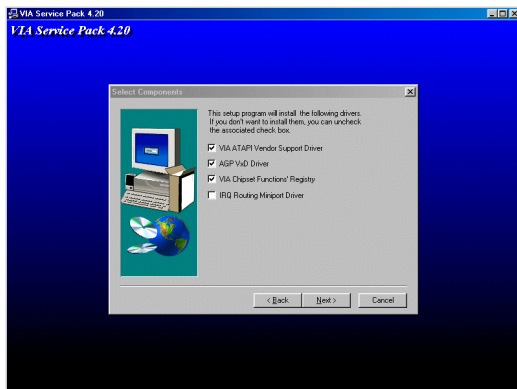 VIA Service Pack 4.20
VIA Service Pack 4.20
Select Components
This setup program will install the following drivers.
If you don't want to install them, you can uncheck
the associated check box.
VIA ATAPI Vendor Support Driver
AGP VxD Driver
VIA Chipset Functions' Registry
IRQ Routing Miniport Driver
< Back Next > Cancel